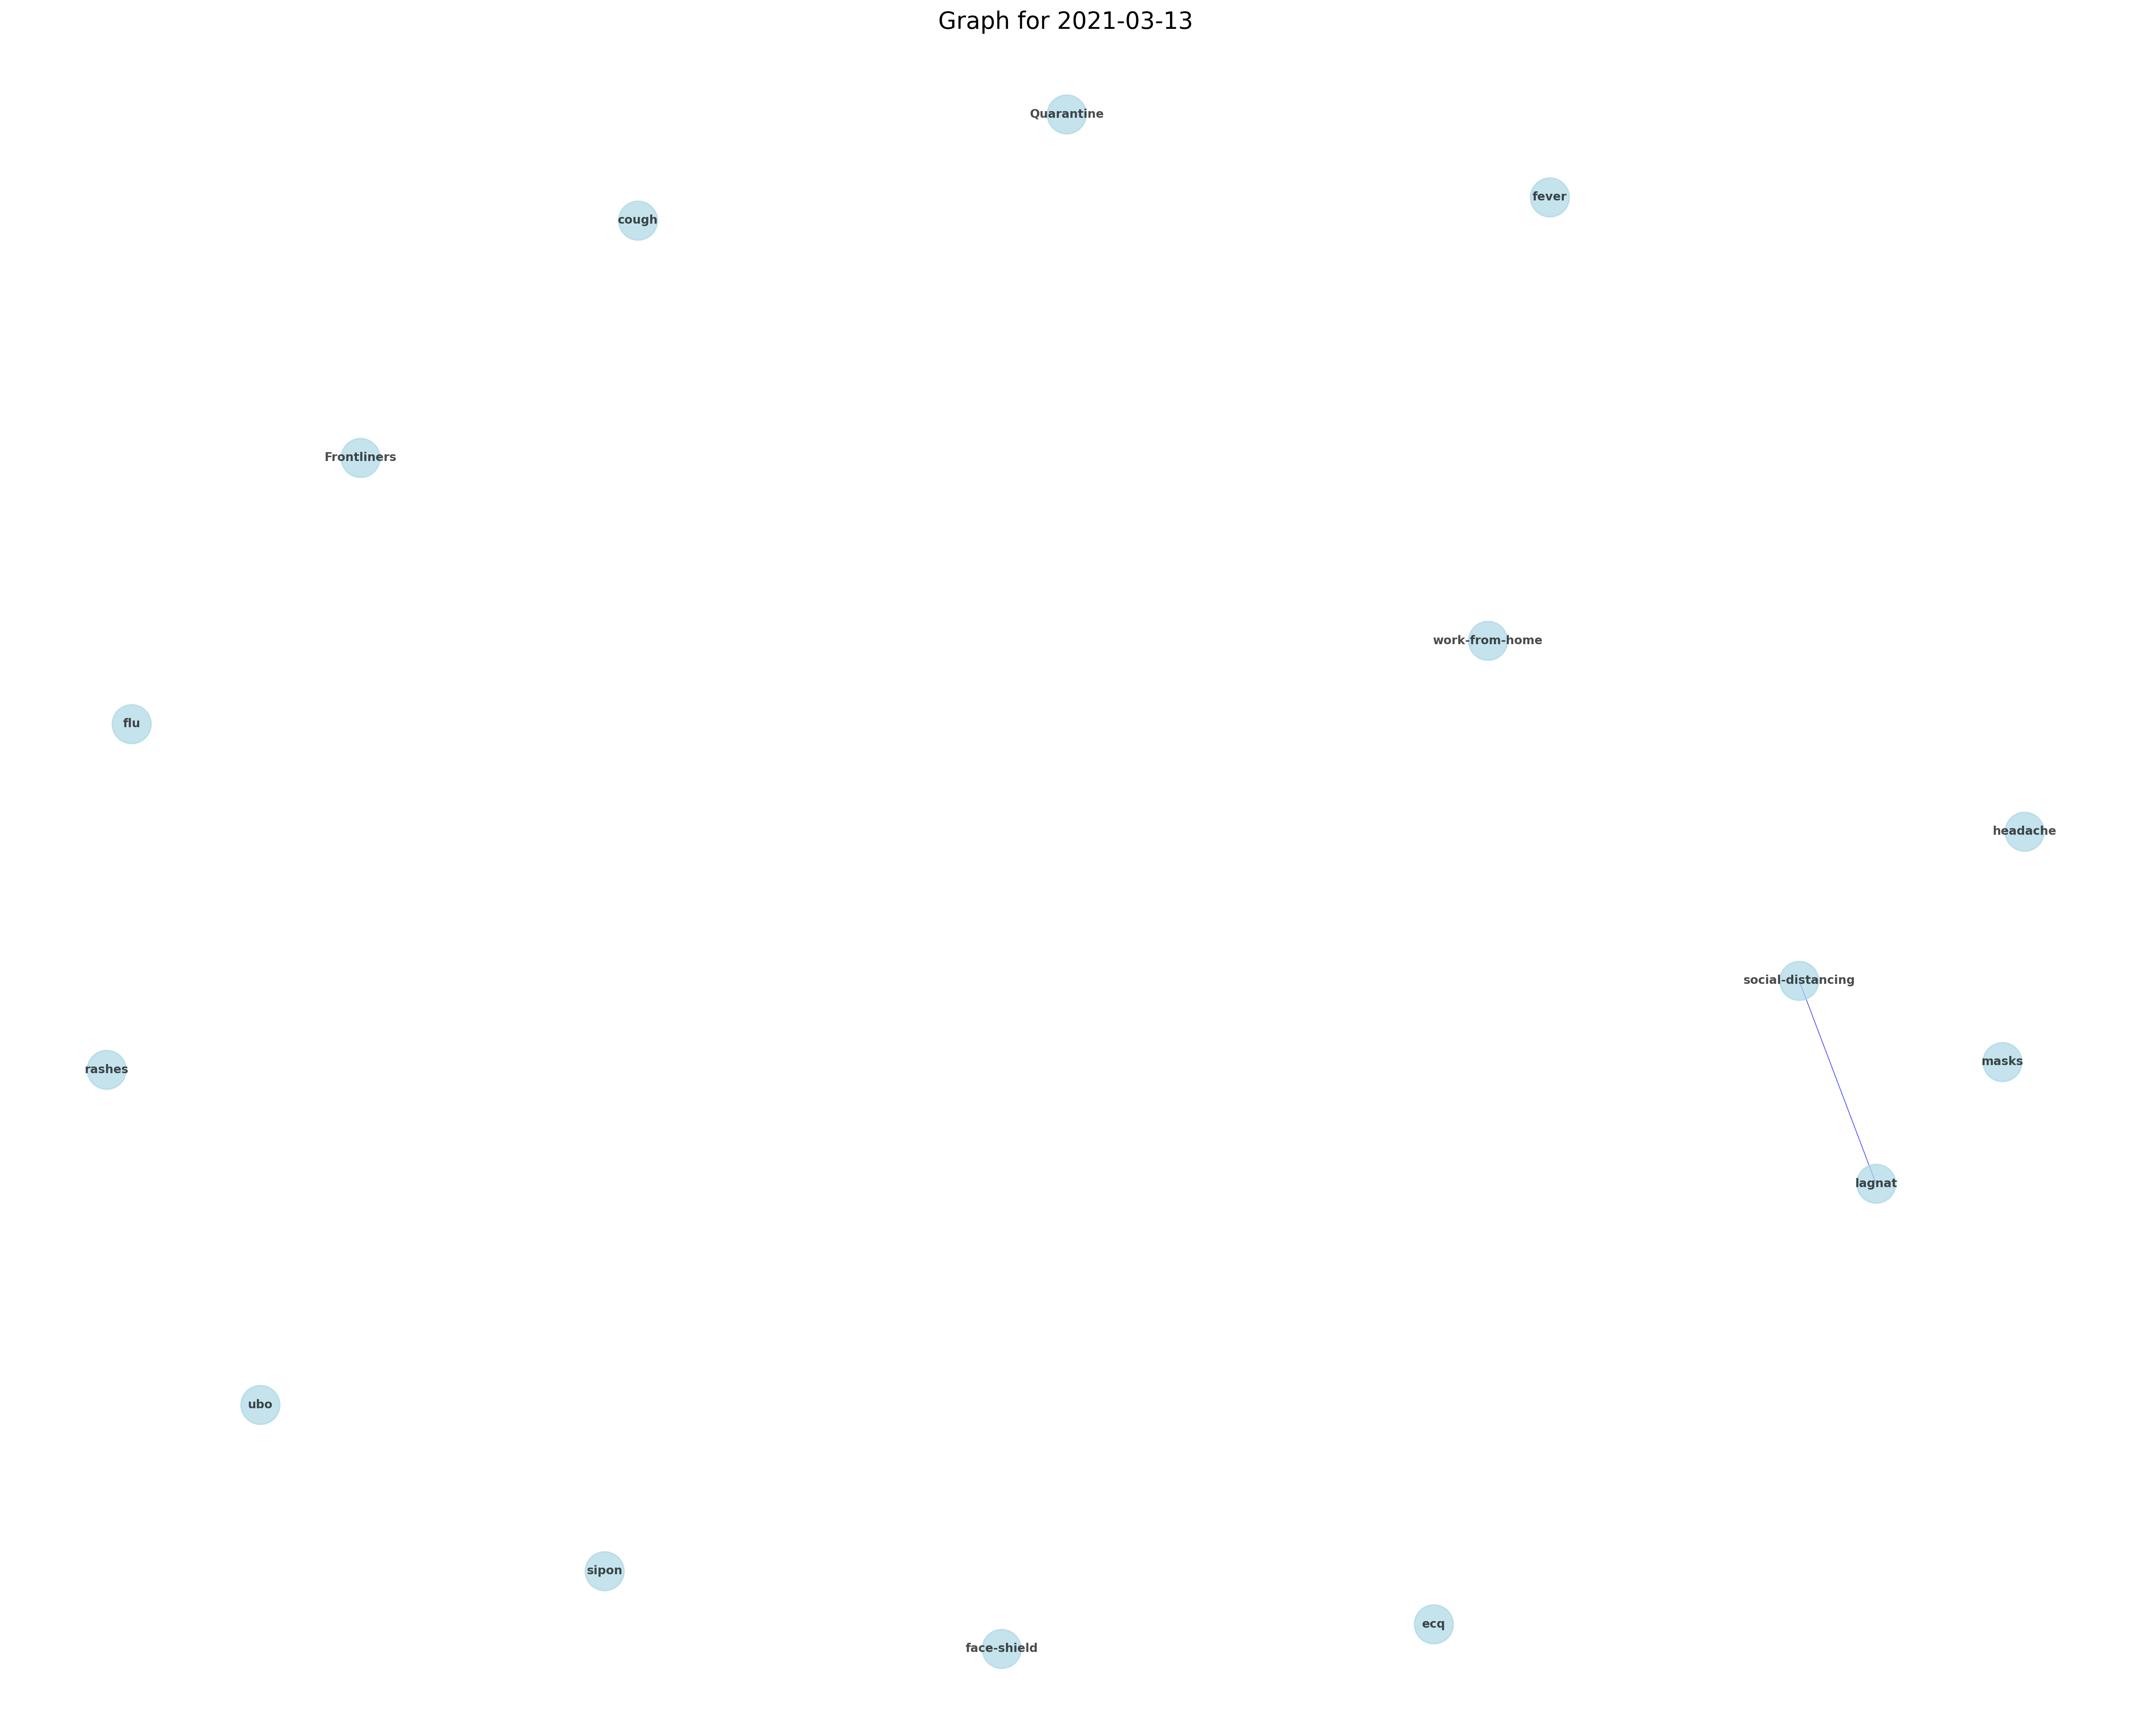 Graph for 2021-03-13
Quarantine
fever
cough
Frontliners
work-from-home
flu
headache
social-distancing
masks
rashes
lagnat
ubo
sipon
ecq
face-shield